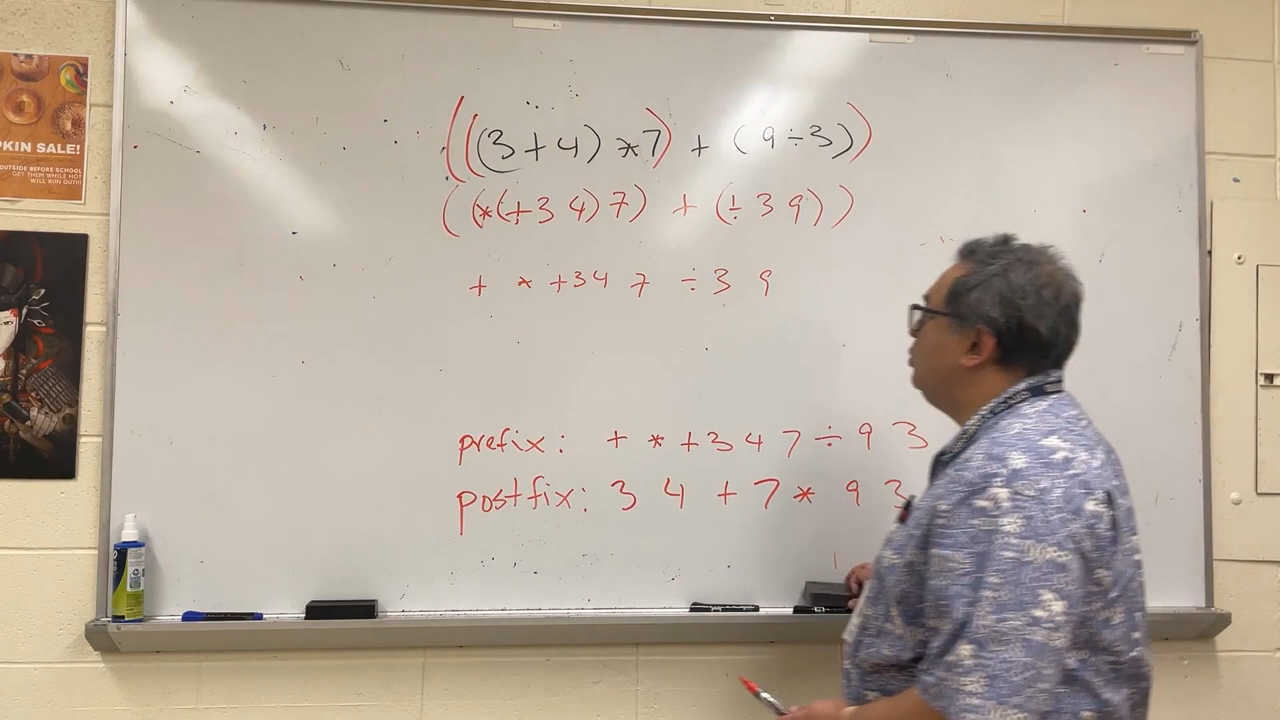 (((3+4)*7) + (9÷3))
((*(+3 4)7) + (÷ 3 9))
+ * +34 7 ÷3 9
prefix: + * +3 4 7 ÷ 9 3
postfix: 3 4 + 7 * 9 3
KIN SALE!
OUTSIDE BEFORE SCHOOL
GET THEM WHILE HOT
WILL RUN OUT!!!